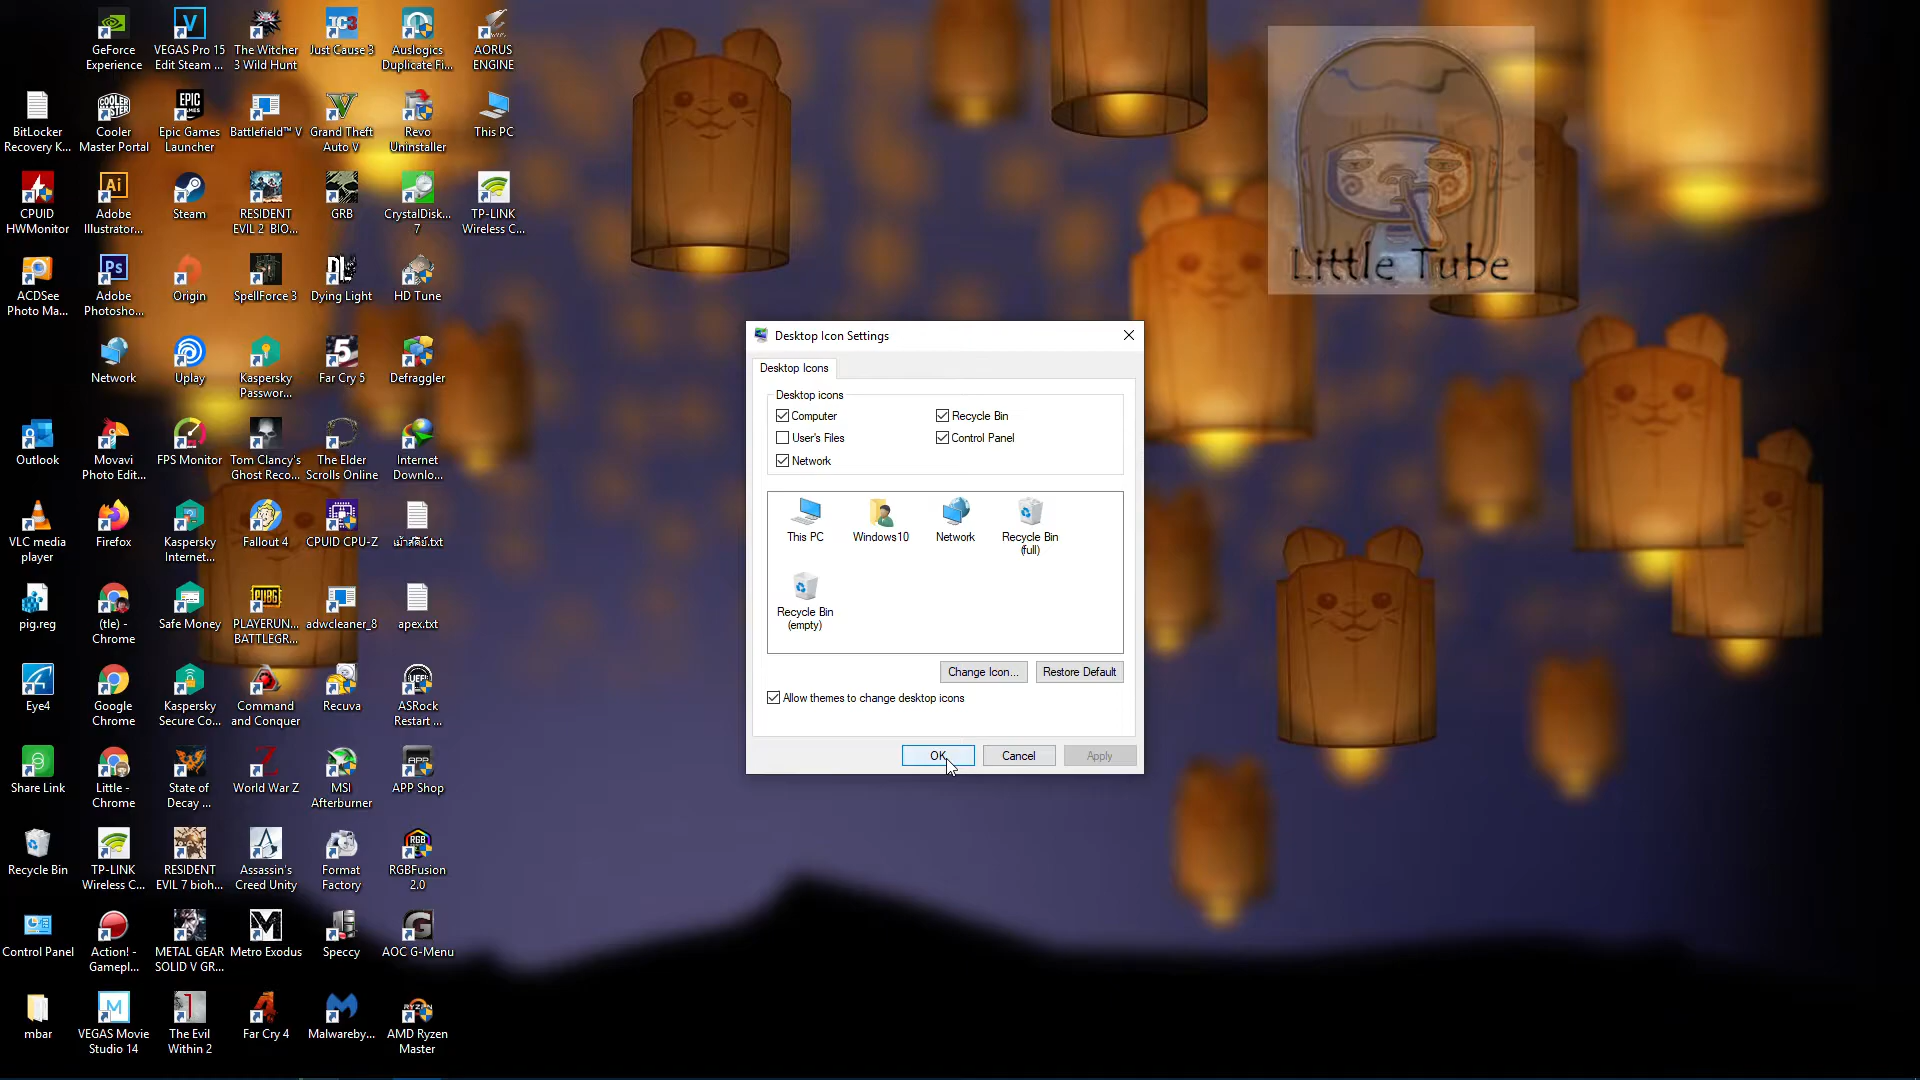 GeForce
Experience
VEGAS Pro 15
Edit Steam ...
The Witcher
3 Wild Hunt
Just Cause 3
Auslogics
Duplicate Fi...
AORUS
ENGINE
BitLocker
Recovery K...
Cooler
Master Portal
Epic Games
Launcher
Battlefield™ V
Grand Theft
Auto V
Revo
Uninstaller
This PC
CPUID
HWMonitor
Adobe
Illustrator...
Steam
RESIDENT
EVIL 2 BIO...
GRB
CrystalDisk...
7
TP-LINK
Wireless C...
ACDSee
Photo Ma...
Adobe
Photosho...
Origin
SpellForce 3
Dying Light
HD Tune
Network
Uplay
Kaspersky
Passwor...
Far Cry 5
Defraggler
Outlook
Movavi
Photo Edit...
FPS Monitor
Tom Clancy's
Ghost Reco...
The Elder
Scrolls Online
Internet
Downlo...
VLC media
player
Firefox
Kaspersky
Internet...
Fallout 4
CPUID CPU-Z
pig.reg
(tle) -
Chrome
Safe Money
PLAYERUN...
BATTLEGR...
adwcleaner_8
apex.txt
Eye4
Google
Chrome
Kaspersky
Secure Co...
Command
and Conquer
Recuva
ASRock
Restart ...
Share Link
Little -
Chrome
State of
Decay ...
World War Z
MSI
Afterburner
APP Shop
Recycle Bin
TP-LINK
Wireless C...
RESIDENT
EVIL 7 bioh...
Assassin's
Creed Unity
Format
Factory
RGBFusion
2.0
Control Panel
Action! -
Gamepl...
METAL GEAR
SOLID V GR...
Metro Exodus
Speccy
AOC G-Menu
mbar
VEGAS Movie
Studio 14
The Evil
Within 2
Far Cry 4
Malwareby...
AMD Ryzen
Master
Little Tube
Desktop Icon Settings
Desktop Icons
Desktop icons
Computer
Recycle Bin
User's Files
Control Panel
Network
This PC
Windows10
Network
Recycle Bin
(full)
Recycle Bin
(empty)
Change Icon...
Restore Default
Allow themes to change desktop icons
OK
Cancel
Apply